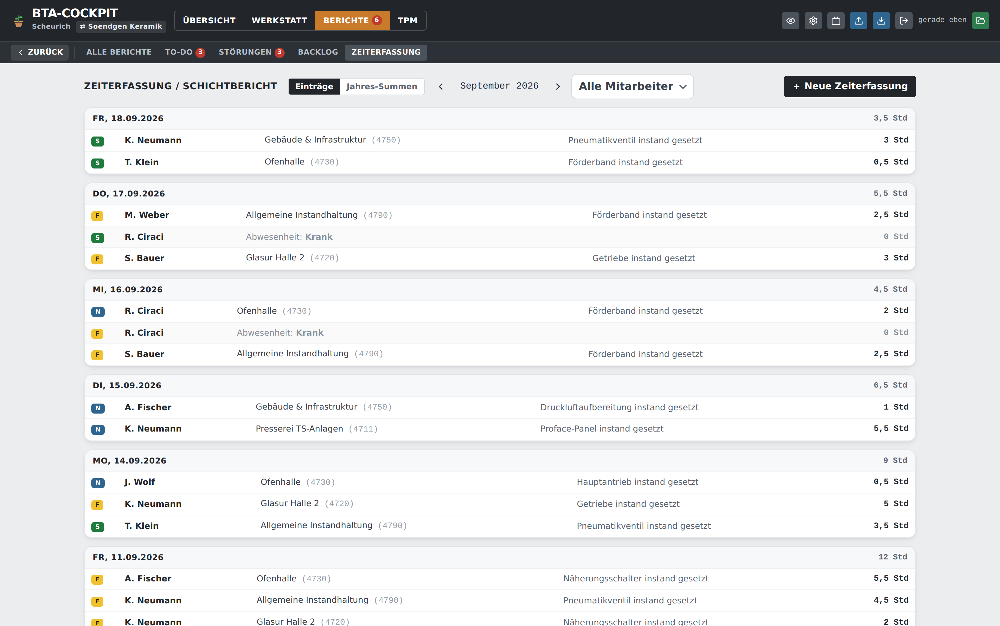 BTA-COCKPIT
Scheurich ⇄ Soendgen Keramik
ÜBERSICHT WERKSTATT BERICHTE 6 TPM
gerade eben
ZURÜCK ALLE BERICHTE TO-DO 3 STÖRUNGEN 3 BACKLOG ZEITERFASSUNG
ZEITERFASSUNG / SCHICHTBERICHT Einträge Jahres-Summen September 2026 Alle Mitarbeiter + Neue Zeiterfassung
FR, 18.09.2026 3,5 Std
S K. Neumann Gebäude & Infrastruktur (4750) Pneumatikventil instand gesetzt 3 Std
S T. Klein Ofenhalle (4730) Förderband instand gesetzt 0,5 Std
DO, 17.09.2026 5,5 Std
F M. Weber Allgemeine Instandhaltung (4790) Förderband instand gesetzt 2,5 Std
S R. Ciraci Abwesenheit: Krank 0 Std
F S. Bauer Glasur Halle 2 (4720) Getriebe instand gesetzt 3 Std
MI, 16.09.2026 4,5 Std
N R. Ciraci Ofenhalle (4730) Förderband instand gesetzt 2 Std
F R. Ciraci Abwesenheit: Krank 0 Std
F S. Bauer Allgemeine Instandhaltung (4790) Förderband instand gesetzt 2,5 Std
DI, 15.09.2026 6,5 Std
N A. Fischer Gebäude & Infrastruktur (4750) Druckluftaufbereitung instand gesetzt 1 Std
N K. Neumann Presserei TS-Anlagen (4711) Proface-Panel instand gesetzt 5,5 Std
MO, 14.09.2026 9 Std
N J. Wolf Ofenhalle (4730) Hauptantrieb instand gesetzt 0,5 Std
F K. Neumann Glasur Halle 2 (4720) Getriebe instand gesetzt 5 Std
S T. Klein Allgemeine Instandhaltung (4790) Pneumatikventil instand gesetzt 3,5 Std
FR, 11.09.2026 12 Std
F A. Fischer Ofenhalle (4730) Näherungsschalter instand gesetzt 5,5 Std
F K. Neumann Allgemeine Instandhaltung (4790) Pneumatikventil instand gesetzt 4,5 Std
F K. Neumann Glasur Halle 2 (4720) Näherungsschalter instand gesetzt 2 Std